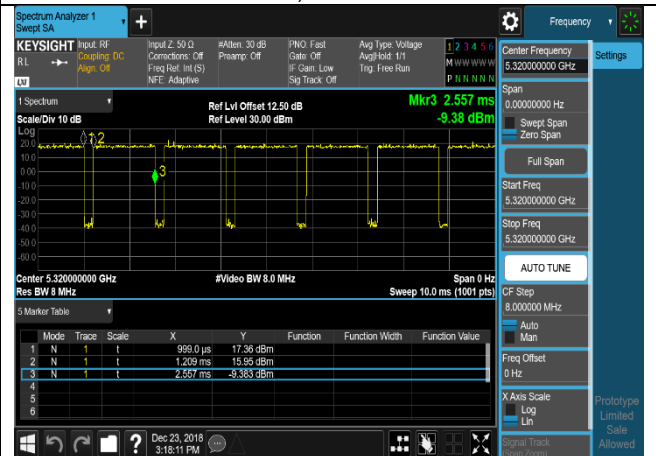 Spectrum Analyzer 1
Swept SA
+
Frequency
KEYSIGHT Input: RF Input Z: 50 Ω #Atten: 30 dB PNO: Fast Avg Type: Voltage 1 2 3 4 5 6
RL Coupling: DC Corrections: Off Preamp: Off Gate: Off Avg|Hold: 1/1 M W W W W W
Align: Off Freq Ref: Int (S) IF Gain: Low Trig: Free Run
LXI NFE: Adaptive Sig Track: Off P N N N N N
Center Frequency
5.320000000 GHz
Settings
Span
0.00000000 Hz
Swept Span
Zero Span
Full Span
Start Freq
5.320000000 GHz
Stop Freq
5.320000000 GHz
AUTO TUNE
CF Step
8.000000 MHz
Auto
Man
Freq Offset
0 Hz
X Axis Scale
Log
Lin
Signal Track
(Span Zoom)
Prototype
Limited
Sale
Allowed
1 Spectrum
Scale/Div 10 dB
Ref Lvl Offset 12.50 dB
Ref Level 30.00 dBm
Mkr3 2.557 ms
-9.38 dBm
Log
20.0
10.0
0.00
-10.0
-20.0
-30.0
-40.0
-50.0
-60.0
2
3
Center 5.320000000 GHz #Video BW 8.0 MHz Span 0 Hz
Res BW 8 MHz Sweep 10.0 ms (1001 pts)
5 Marker Table
Mode Trace Scale X Y Function Function Width Function Value
1 N 1 t 999.0 µs 17.36 dBm
2 N 1 t 1.209 ms 15.95 dBm
3 N 1 t 2.557 ms -9.383 dBm
4
5
6
? Dec 23, 2018
3:18:11 PM